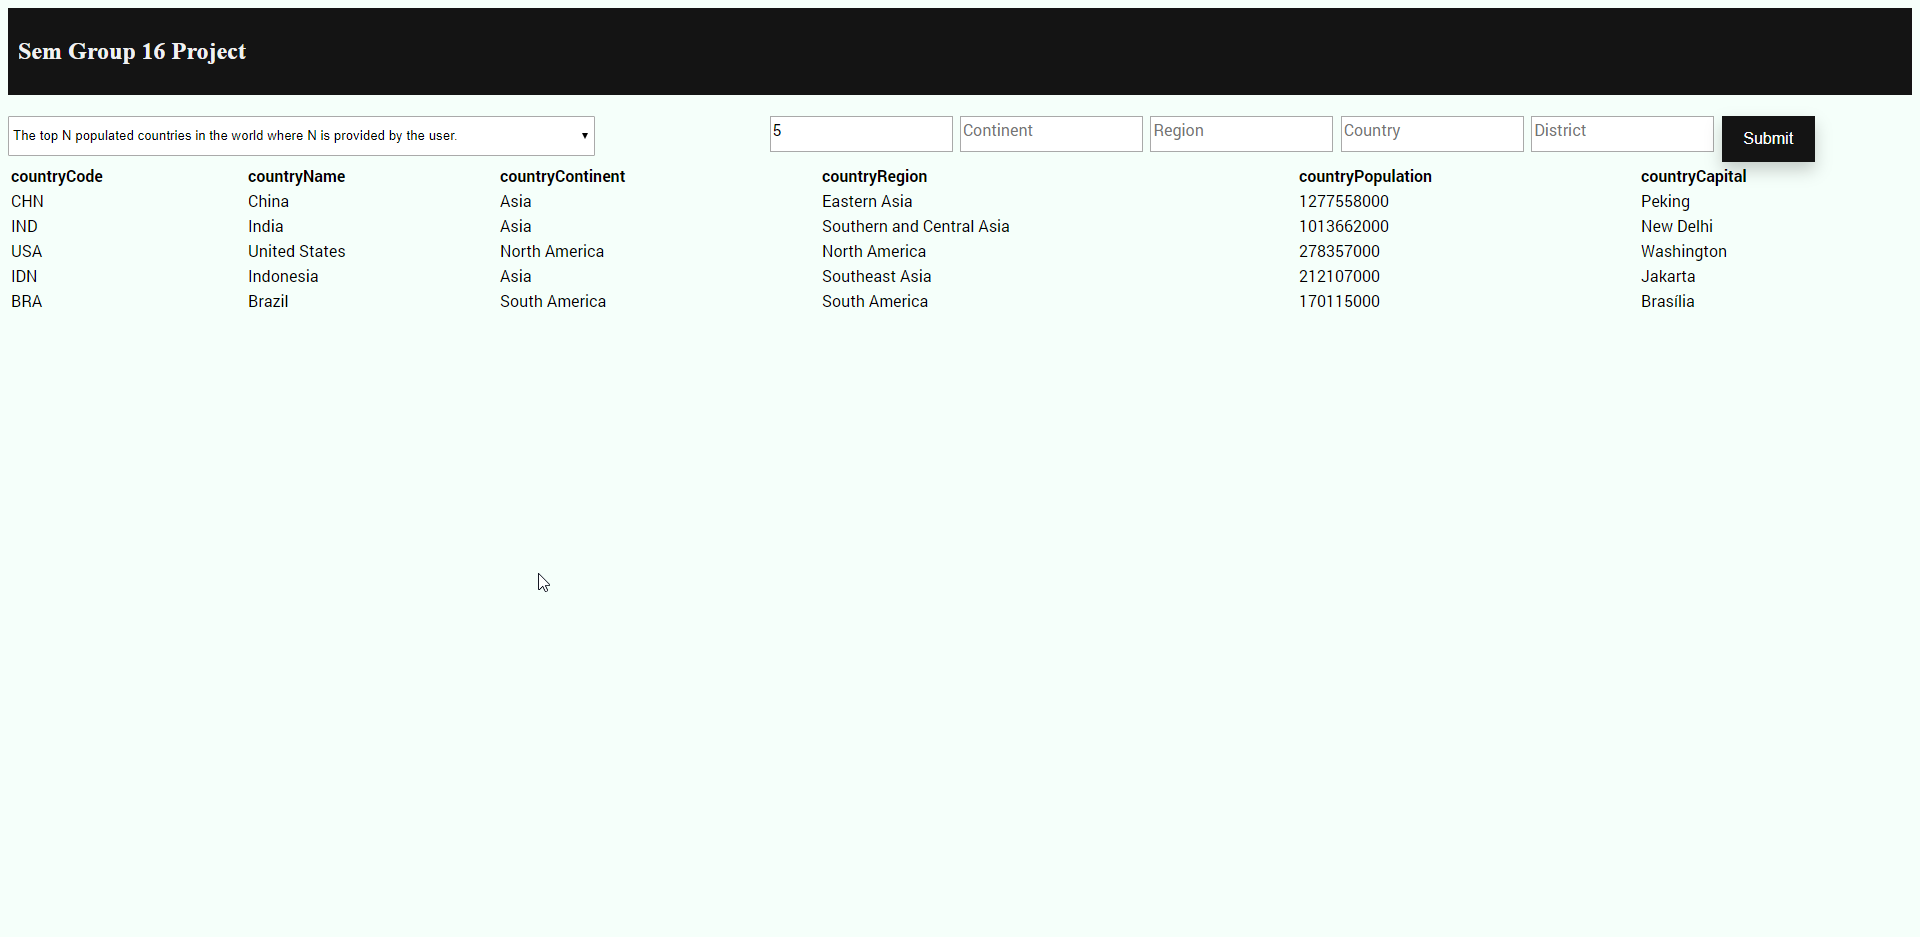 Sem Group 16 Project
The top N populated countries in the world where N is provided by the user. 5 Continent Region Country District Submit
countryCode countryName countryContinent countryRegion countryPopulation countryCapital
CHN China Asia Eastern Asia 1277558000 Peking
IND India Asia Southern and Central Asia 1013662000 New Delhi
USA United States North America North America 278357000 Washington
IDN Indonesia Asia Southeast Asia 212107000 Jakarta
BRA Brazil South America South America 170115000 Brasília